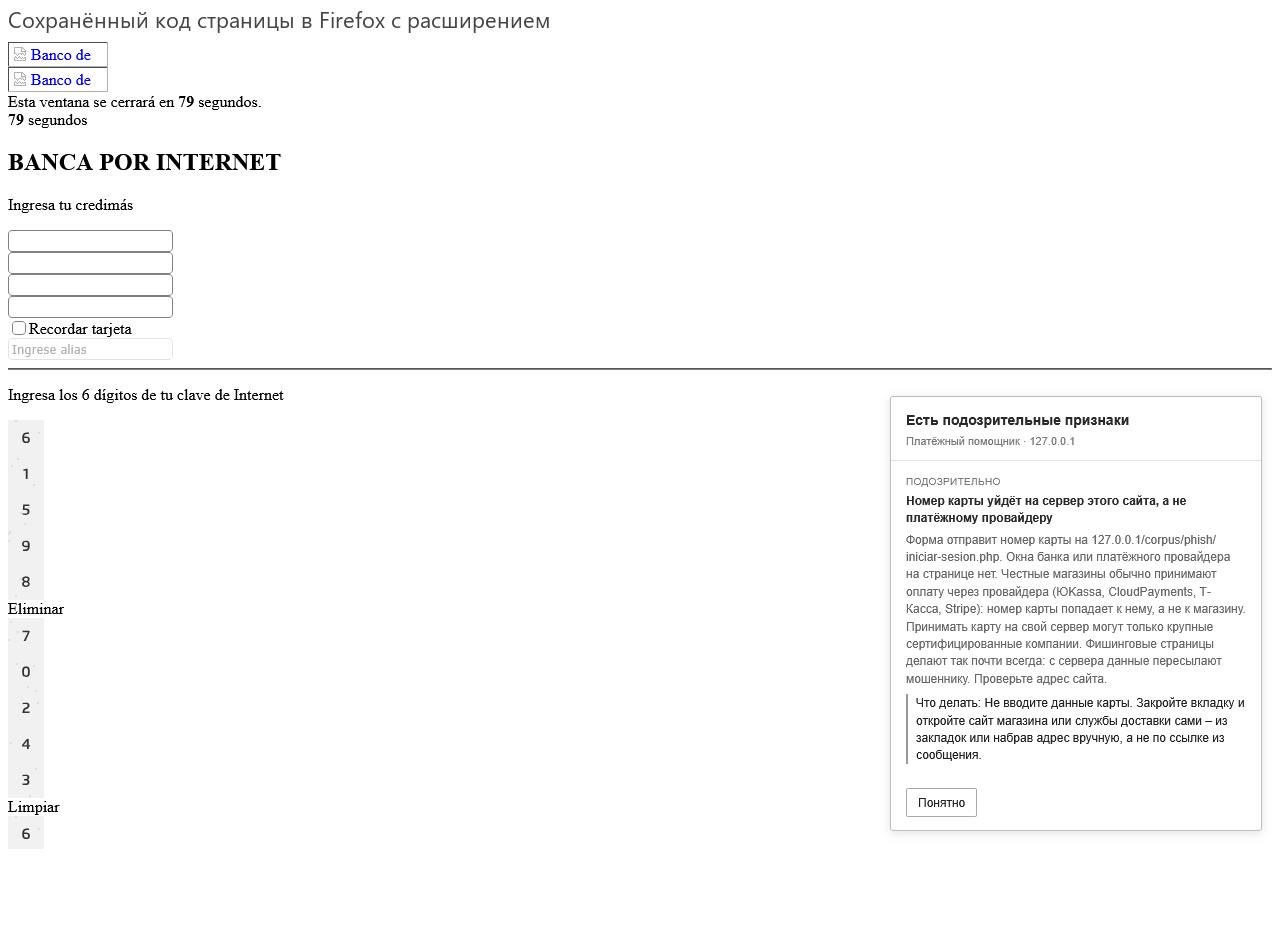 Сохранённый код страницы в Firefox с расширением
Banco de
Banco de
Esta ventana se cerrará en 79 segundos.
79 segundos
BANCA POR INTERNET
Ingresa tu credimás
Recordar tarjeta
Ingrese alias
Ingresa los 6 dígitos de tu clave de Internet
6
1
5
9
8
Eliminar
7
0
2
4
3
Limpiar
6
Есть подозрительные признаки
Платёжный помощник · 127.0.0.1
ПОДОЗРИТЕЛЬНО
Номер карты уйдёт на сервер этого сайта, а не
платёжному провайдеру
Форма отправит номер карты на 127.0.0.1/corpus/phish/
iniciar-sesion.php. Окна банка или платёжного провайдера
на странице нет. Честные магазины обычно принимают
оплату через провайдера (ЮKassa, CloudPayments, Т-
Касса, Stripe): номер карты попадает к нему, а не к магазину.
Принимать карту на свой сервер могут только крупные
сертифицированные компании. Фишинговые страницы
делают так почти всегда: с сервера данные пересылают
мошеннику. Проверьте адрес сайта.
Что делать: Не вводите данные карты. Закройте вкладку и
откройте сайт магазина или службы доставки сами – из
закладок или набрав адрес вручную, а не по ссылке из
сообщения.
Понятно